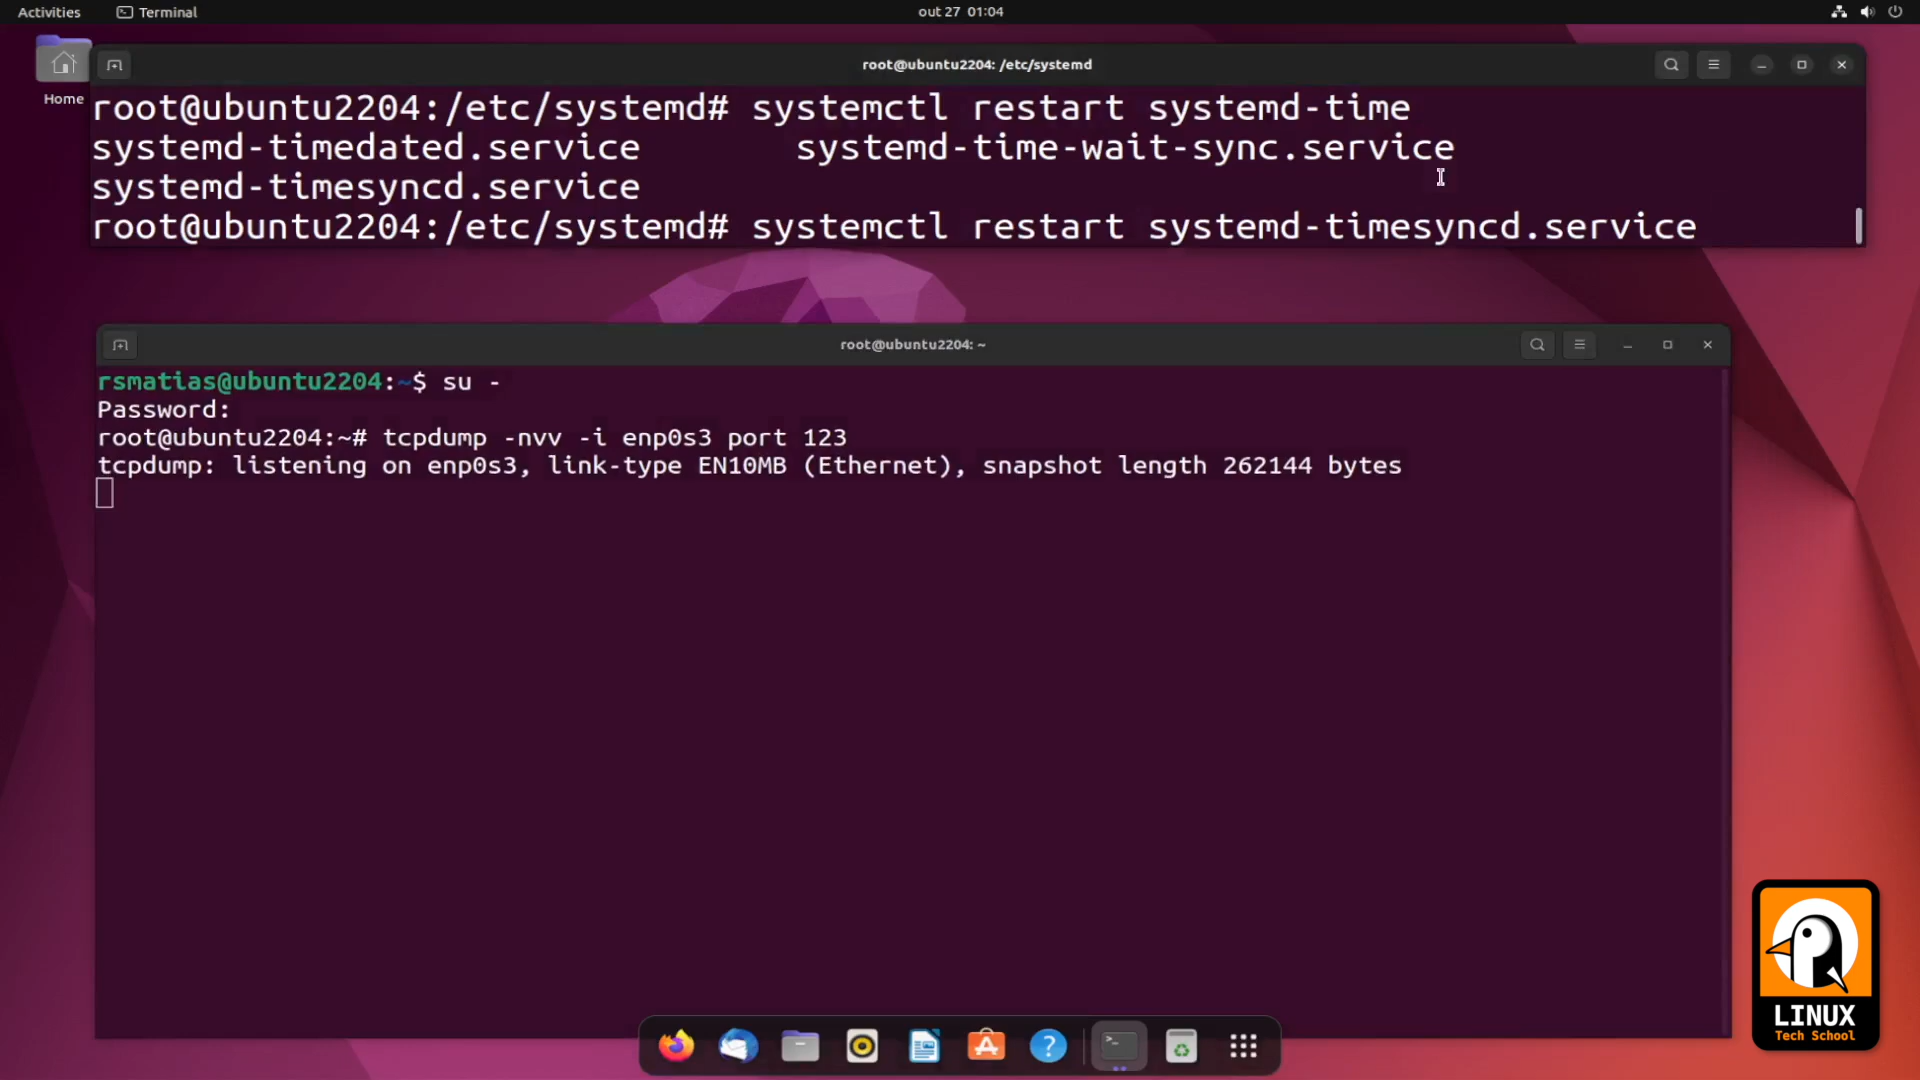 Activities
Terminal
out 27 01:04
Home
root@ubuntu2204: /etc/systemd
root@ubuntu2204:/etc/systemd# systemctl restart systemd-time
systemd-timedated.service systemd-time-wait-sync.service
systemd-timesyncd.service
root@ubuntu2204:/etc/systemd# systemctl restart systemd-timesyncd.service
root@ubuntu2204: ~
rsmatias@ubuntu2204:~$ su -
Password:
root@ubuntu2204:~# tcpdump -nvv -i enp0s3 port 123
tcpdump: listening on enp0s3, link-type EN10MB (Ethernet), snapshot length 262144 bytes
LINUX
Tech School